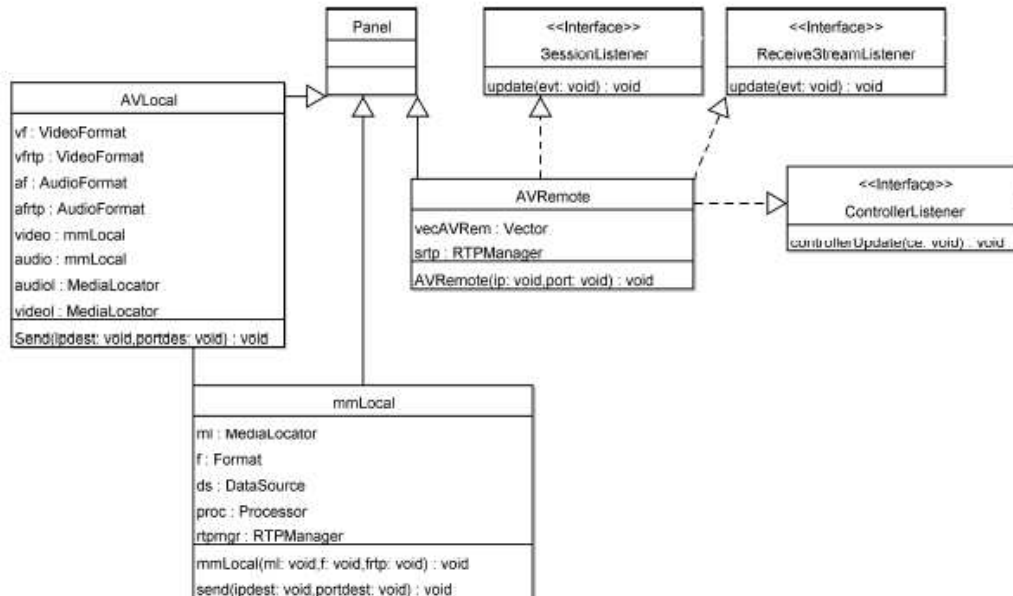 Panel
<<Interface>>
SessionListener
update(evt: void) : void
<<Interface>>
ReceiveStreamListener
update(evt: void) : void
AVLocal
vf : VideoFormat
vfrtp : VideoFormat
af : AudioFormat
afrtp : AudioFormat
video : mmLocal
audio : mmLocal
audiol : MediaLocator
videol : MediaLocator
Send(ipdest: void,portdes: void) : void
AVRemote
vecAVRem : Vector
srtp : RTPManager
AVRemote(ip: void,port: void) : void
<<Interface>>
ControllerListener
controllerUpdate(ce: void) : void
mmLocal
ml : MediaLocator
f : Format
ds : DataSource
proc : Processor
rtpmgr : RTPManager
mmLocal(ml: void,f: void,frtp: void) : void
send(ipdest: void,portdest: void) : void